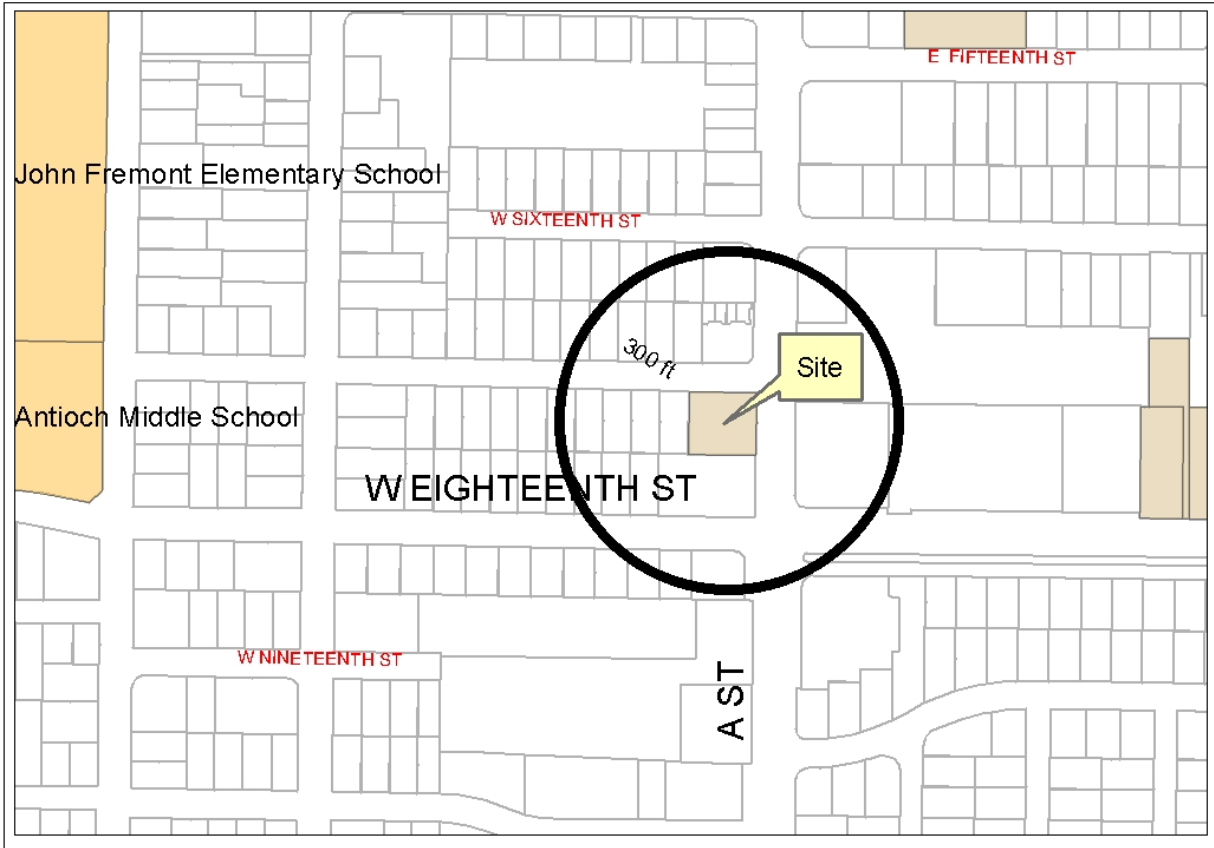 E FIFTEENTH ST
John Fremont Elementary School
W SIXTEENTH ST
300 ft
Site
Antioch Middle School
W EIGHTEENTH ST
W NINETEENTH ST
A ST